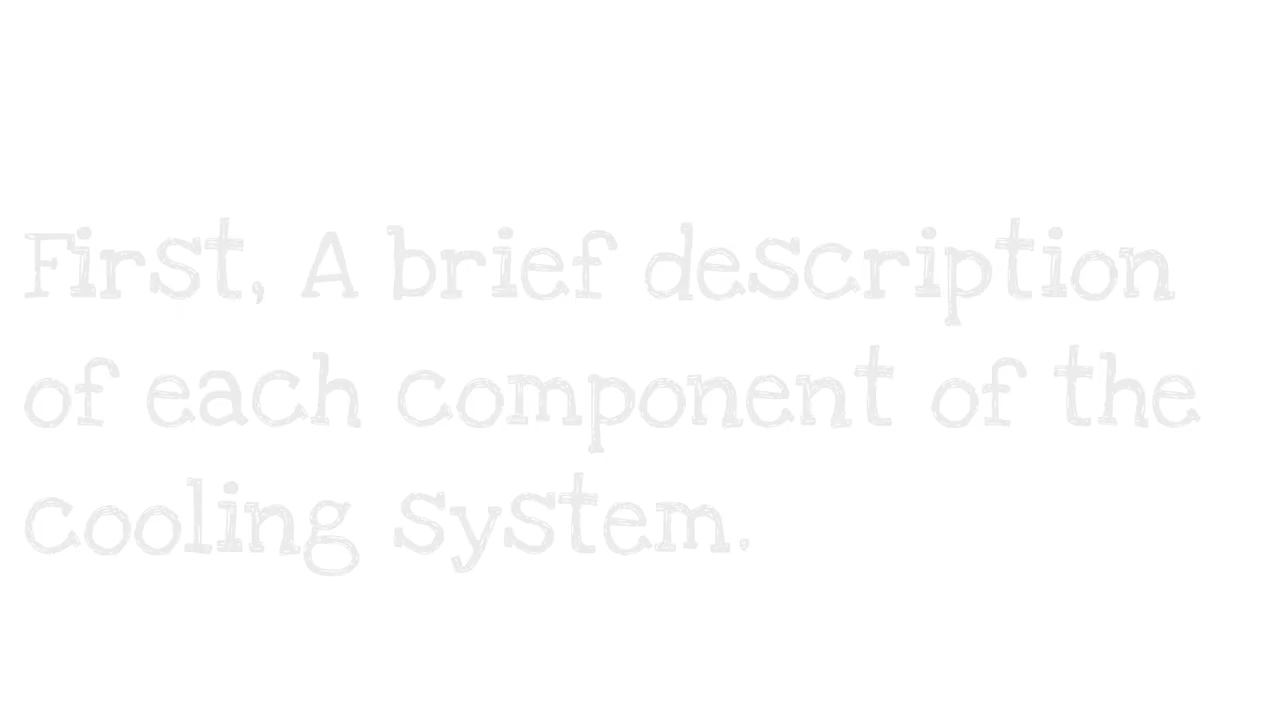 First, A brief description
of each component of the
cooling system.